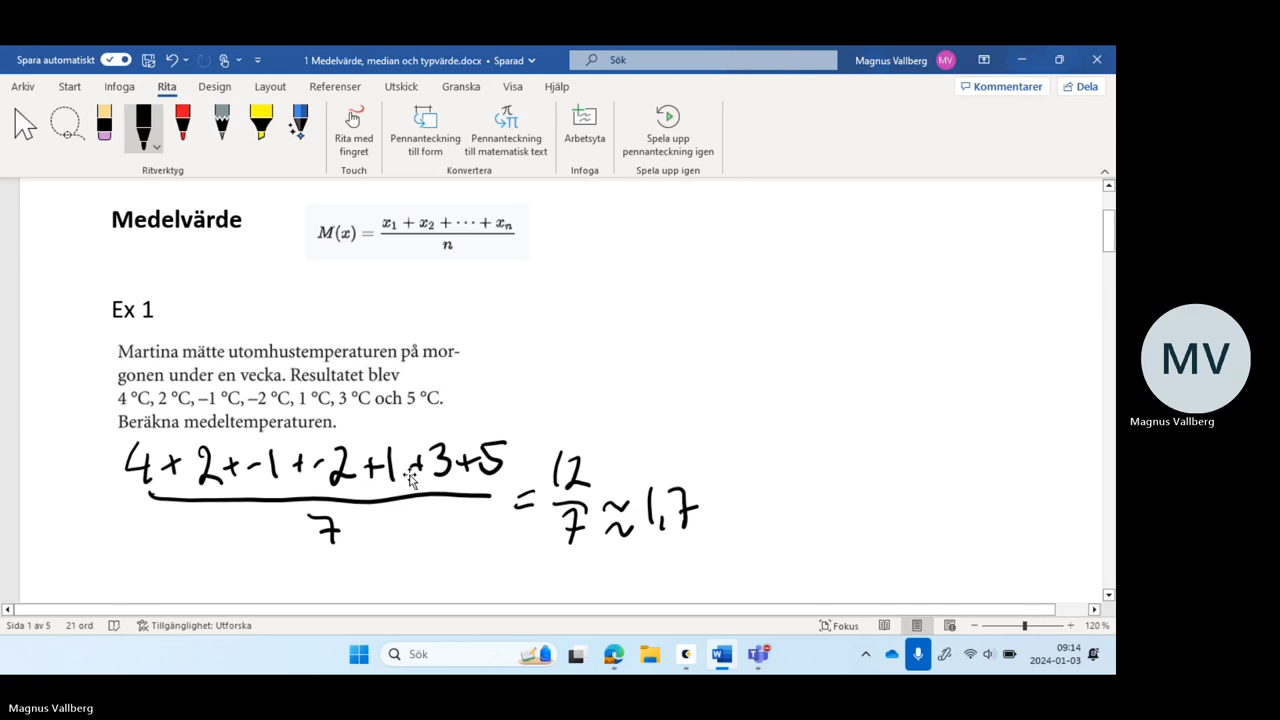 Spara automatiskt
1 Medelvärde, median och typvärde.docx • Sparad
Sök
Magnus Vallberg MV
Arkiv Start Infoga Rita Design Layout Referenser Utskick Granska Visa Hjälp Kommentarer Dela
Rita med fingret
Pennanteckning till form
Pennanteckning till matematisk text
Arbetsyta
Spela upp pennanteckning igen
Ritverktyg Touch Konvertera Infoga Spela upp igen
Medelvärde
M(x) = (x₁ + x₂ + ··· + xₙ) / n
Ex 1
Martina mätte utomhustemperaturen på mor-
gonen under en vecka. Resultatet blev
4 °C, 2 °C, –1 °C, –2 °C, 1 °C, 3 °C och 5 °C.
Beräkna medeltemperaturen.
4 + 2 + -1 + -2 + 1 + 3 + 5
7
= 12/7 ≈ 1,7
MV
Magnus Vallberg
Sida 1 av 5 21 ord Tillgänglighet: Utforska Fokus 120 %
Sök
09:14
2024-01-03
Magnus Vallberg